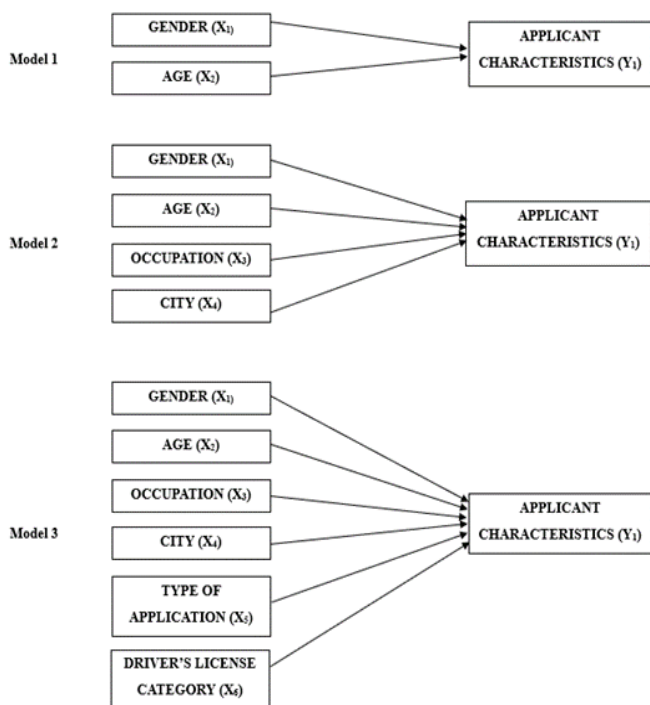 Model 1
GENDER (X1)
AGE (X2)
APPLICANT
CHARACTERISTICS (Y1)
Model 2
GENDER (X1)
AGE (X2)
OCCUPATION (X3)
CITY (X4)
APPLICANT
CHARACTERISTICS (Y1)
Model 3
GENDER (X1)
AGE (X2)
OCCUPATION (X3)
CITY (X4)
TYPE OF
APPLICATION (X5)
DRIVER'S LICENSE
CATEGORY (X6)
APPLICANT
CHARACTERISTICS (Y1)